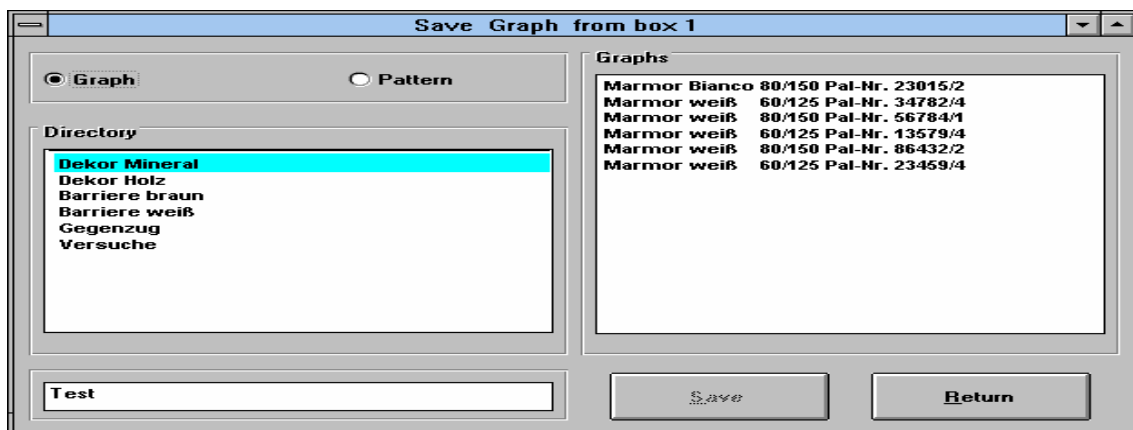 Save Graph from box 1
Graph
Pattern
Directory
Dekor Mineral
Dekor Holz
Barriere braun
Barriere weiß
Gegenzug
Versuche
Test
Graphs
Marmor Bianco 80/150 Pal-Nr. 23015/2
Marmor weiß 60/125 Pal-Nr. 34782/4
Marmor weiß 80/150 Pal-Nr. 56784/1
Marmor weiß 60/125 Pal-Nr. 13579/4
Marmor weiß 80/150 Pal-Nr. 86432/2
Marmor weiß 60/125 Pal-Nr. 23459/4
Save
Return